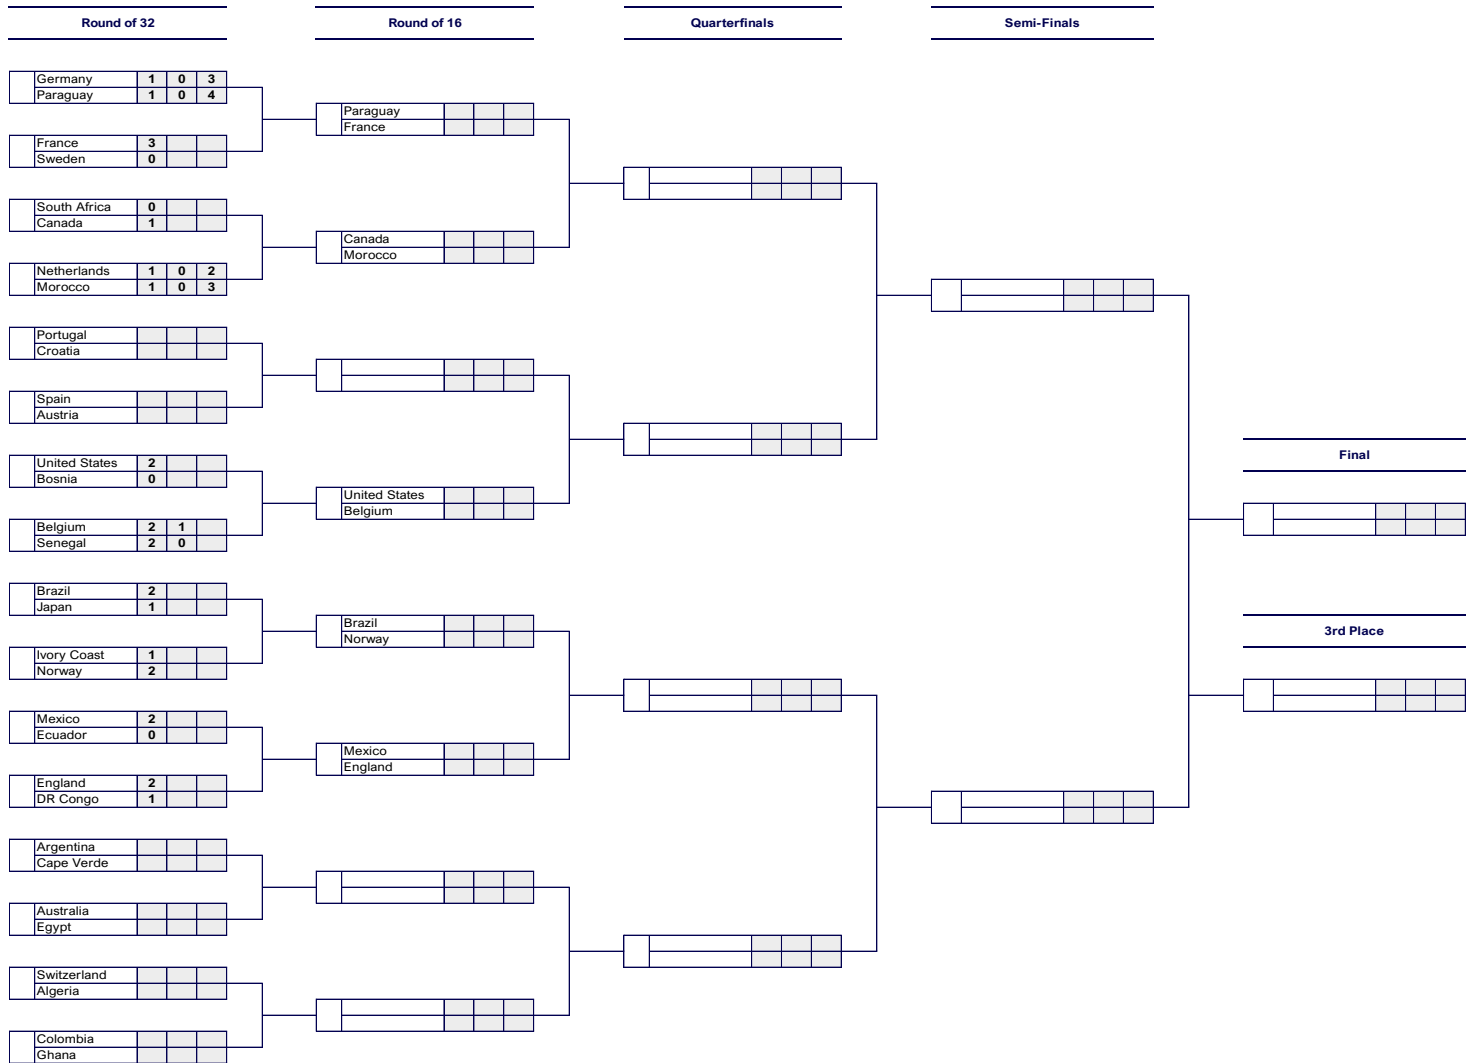 Round of 32
Round of 16
Quarterfinals
Semi-Finals
Germany 1 0 3
Paraguay 1 0 4
France 3
Sweden 0
South Africa 0
Canada 1
Netherlands 1 0 2
Morocco 1 0 3
Portugal
Croatia
Spain
Austria
United States 2
Bosnia 0
Belgium 2 1
Senegal 2 0
Brazil 2
Japan 1
Ivory Coast 1
Norway 2
Mexico 2
Ecuador 0
England 2
DR Congo 1
Argentina
Cape Verde
Australia
Egypt
Switzerland
Algeria
Colombia
Ghana
Paraguay
France
Canada
Morocco
United States
Belgium
Brazil
Norway
Mexico
England
Final
3rd Place